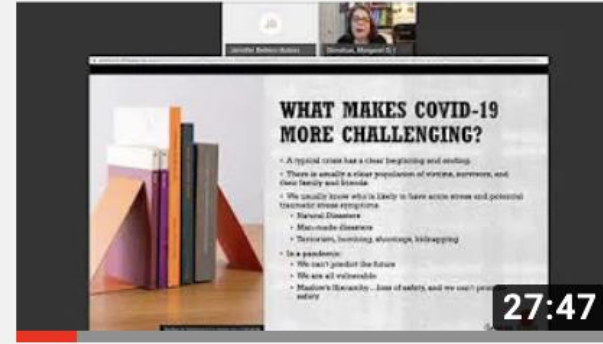 WHAT MAKES COVID-19
MORE CHALLENGING?
• A typical crisis has a clear beginning and ending.
• There is usually a clear population of victims, survivors, and
their family and friends.
• We usually know who is likely to have acute stress and potential
traumatic stress symptoms
• Natural Disasters
• Man-made disasters
• Terrorism, bombing, shootings, kidnapping
• In a pandemic:
• We can't predict the future
• We are all vulnerable
• Maslow's Hierarchy...loss of safety, and we can't
safety
27:47